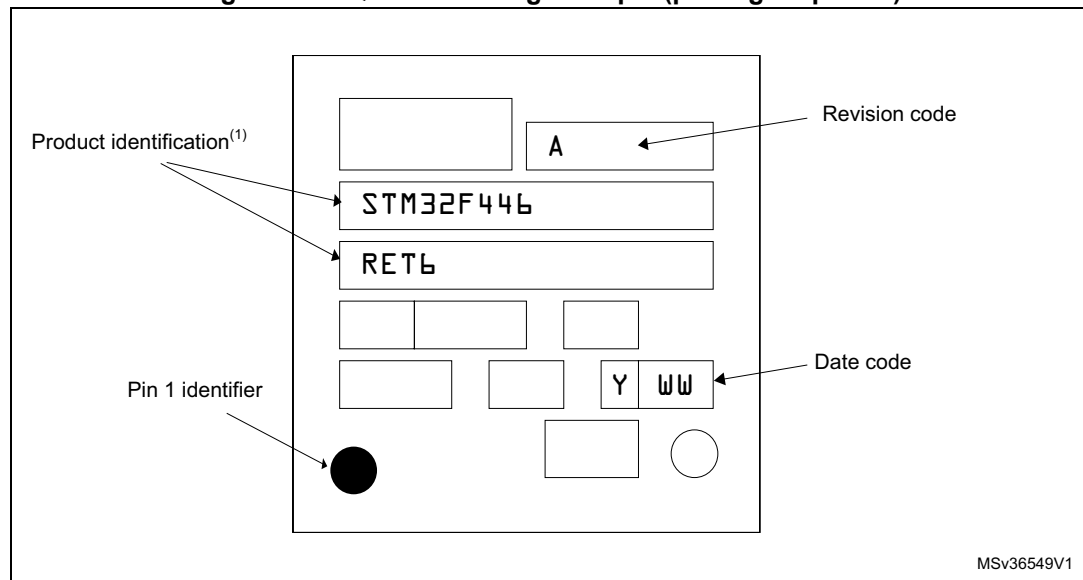 Revision code
Product identification(1)
A
STM32F446
RET6
Y WW
Date code
Pin 1 identifier
MSv36549V1